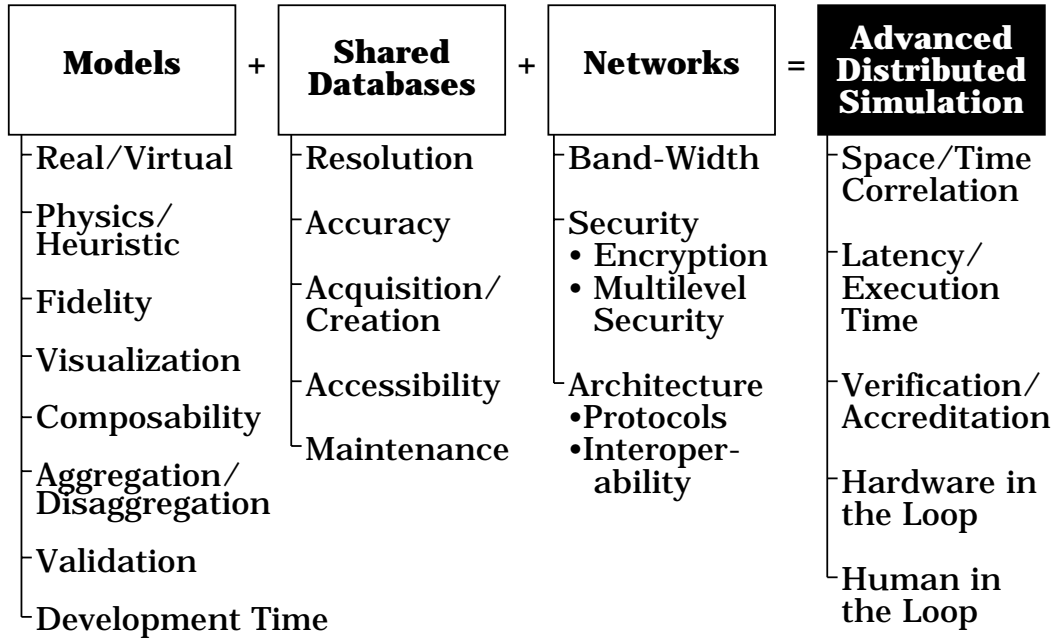 Models
+
Shared
Databases
+
Networks
=
Advanced
Distributed
Simulation
Real/Virtual
Physics/
Heuristic
Fidelity
Visualization
Composability
Aggregation/
Disaggregation
Validation
Development Time
Resolution
Accuracy
Acquisition/
Creation
Accessibility
Maintenance
Band-Width
Security
• Encryption
• Multilevel
Security
Architecture
•Protocols
•Interoper-
ability
Space/Time
Correlation
Latency/
Execution
Time
Verification/
Accreditation
Hardware in
the Loop
Human in
the Loop